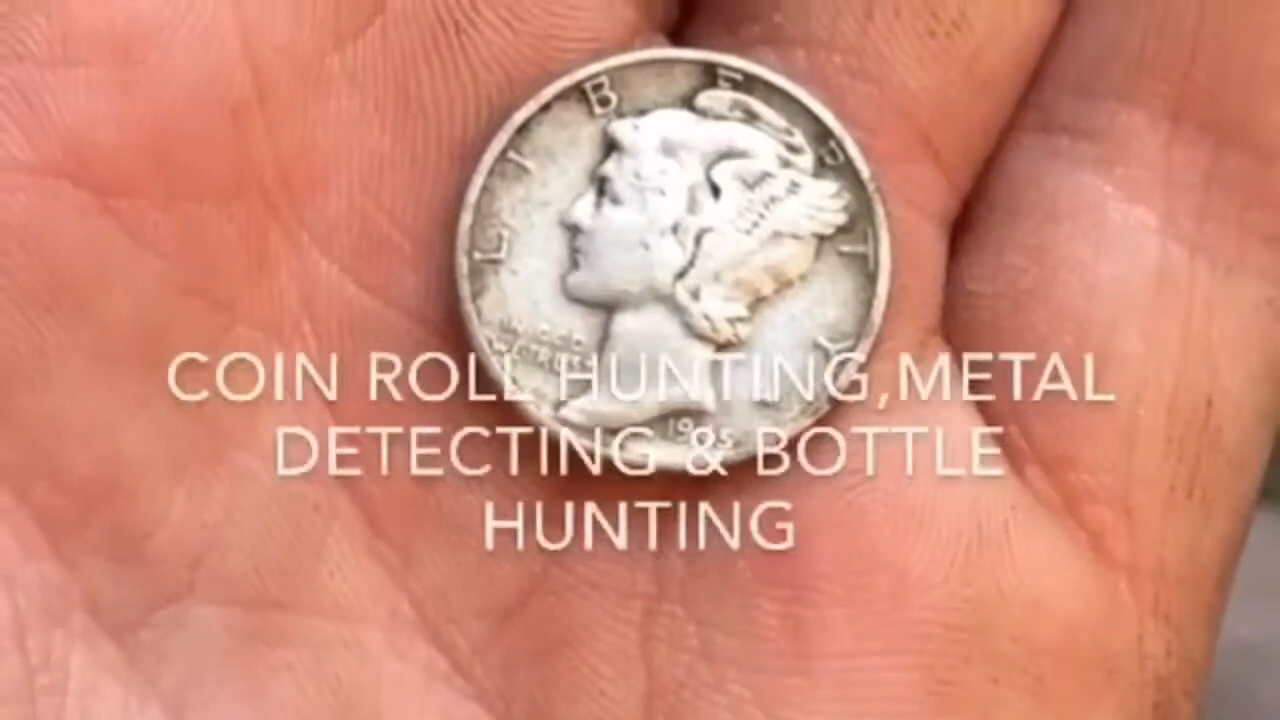 LIBERTY
COIN ROLL HUNTING,METAL
DETECTING & BOTTLE
HUNTING